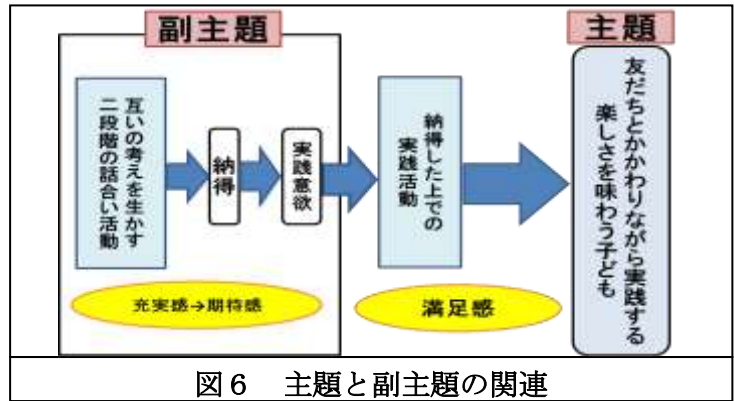 副主題
主題
互いの考えを生かす
二段階の話合い活動
納得
実践意欲
納得した上での
実践活動
友だちとかかわりながら実践する
楽しさを味わう子ども
充実感→期待感
満足感
図6 主題と副主題の関連